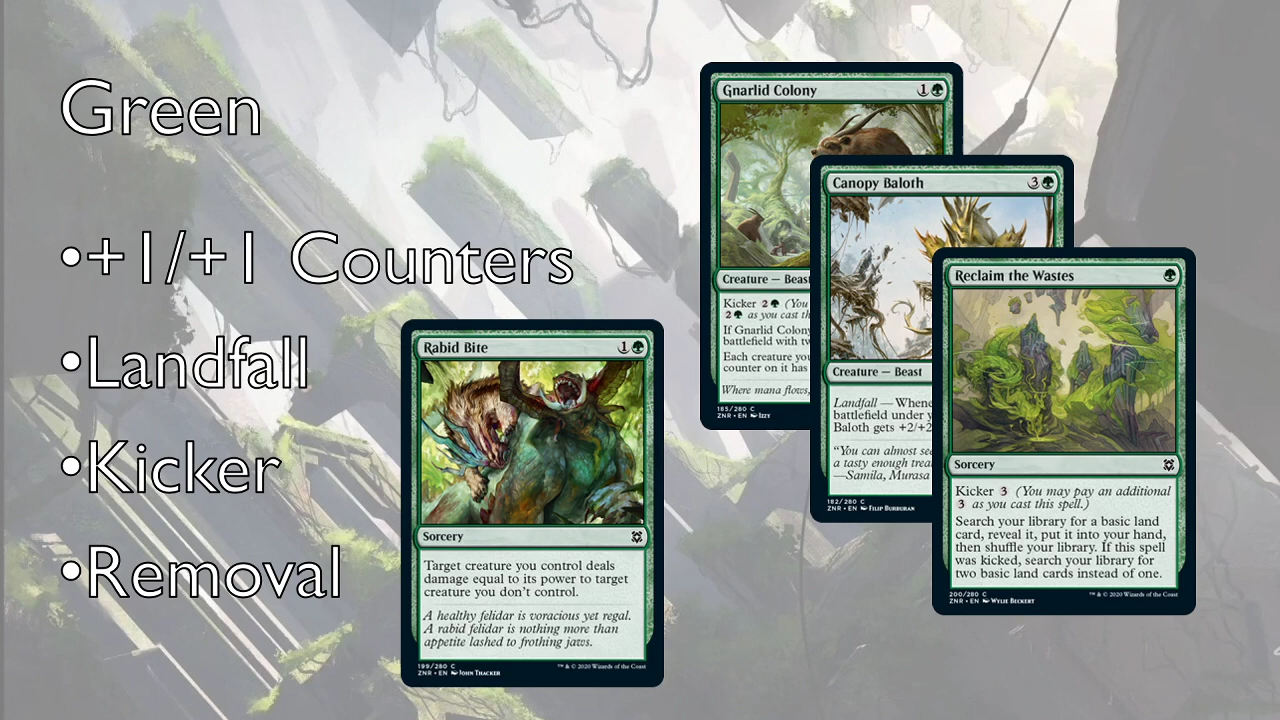 Green
•+1/+1 Counters
•Landfall
•Kicker
•Removal
Rabid Bite 1
Sorcery
Target creature you control deals
damage equal to its power to target
creature you don't control.
A healthy felidar is voracious yet regal.
A rabid felidar is nothing more than
appetite lashed to frothing jaws.
199/280 C
ZNR • EN John Thacker
™ & © 2020 Wizards of the Coast
Gnarlid Colony 1
Creature — Beast
Kicker 2 (You
2 as you cast th
If Gnarlid Colony
battlefield with tw
Each creature you
counter on it has
Where mana flows,
185/280 C
ZNR • EN Izzy
Canopy Baloth 3
Creature — Beast
Landfall — Whene
battlefield under y
Baloth gets +2/+2
"You can almost see
a tasty enough trea
—Samila, Murasa
182/280 C
ZNR • EN Filip Burburan
Reclaim the Wastes
Sorcery
Kicker 3 (You may pay an additional
3 as you cast this spell.)
Search your library for a basic land
card, reveal it, put it into your hand,
then shuffle your library. If this spell
was kicked, search your library for
two basic land cards instead of one.
200/280 C
ZNR • EN Wylie Beckert
™ & © 2020 Wizards of the Coast